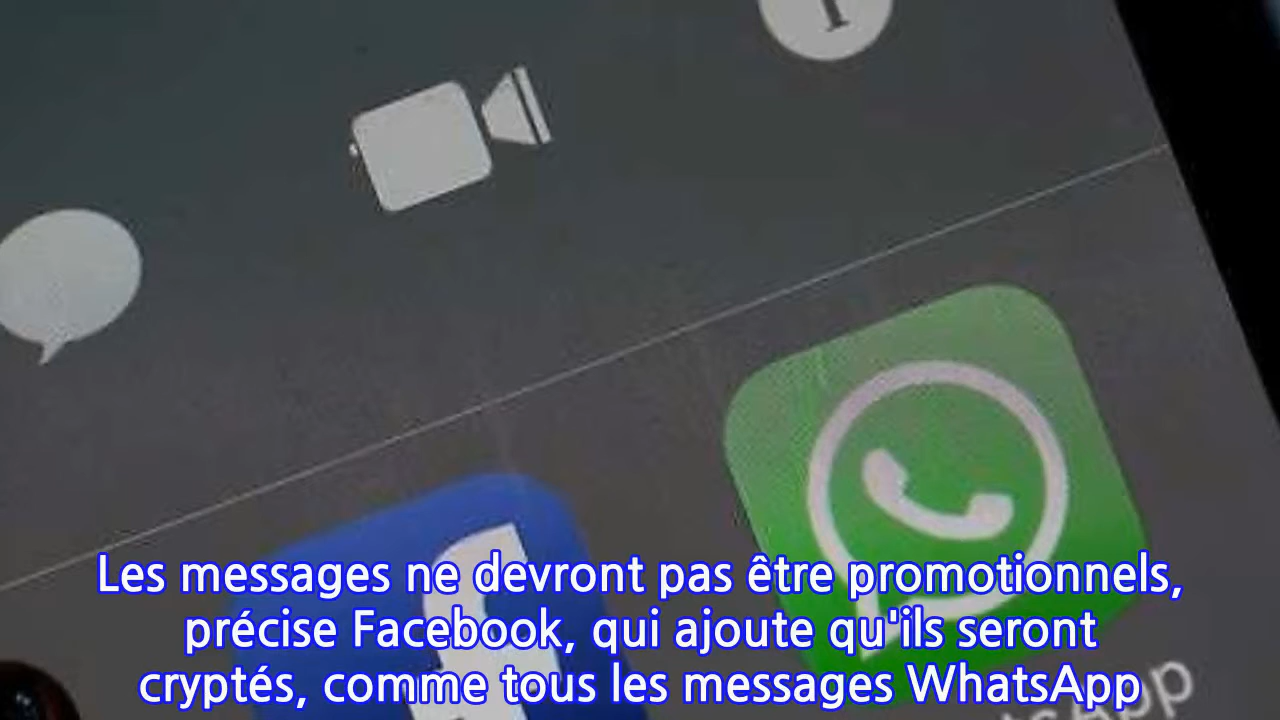 Les messages ne devront pas être promotionnels,
précise Facebook, qui ajoute qu'ils seront
cryptés, comme tous les messages WhatsApp